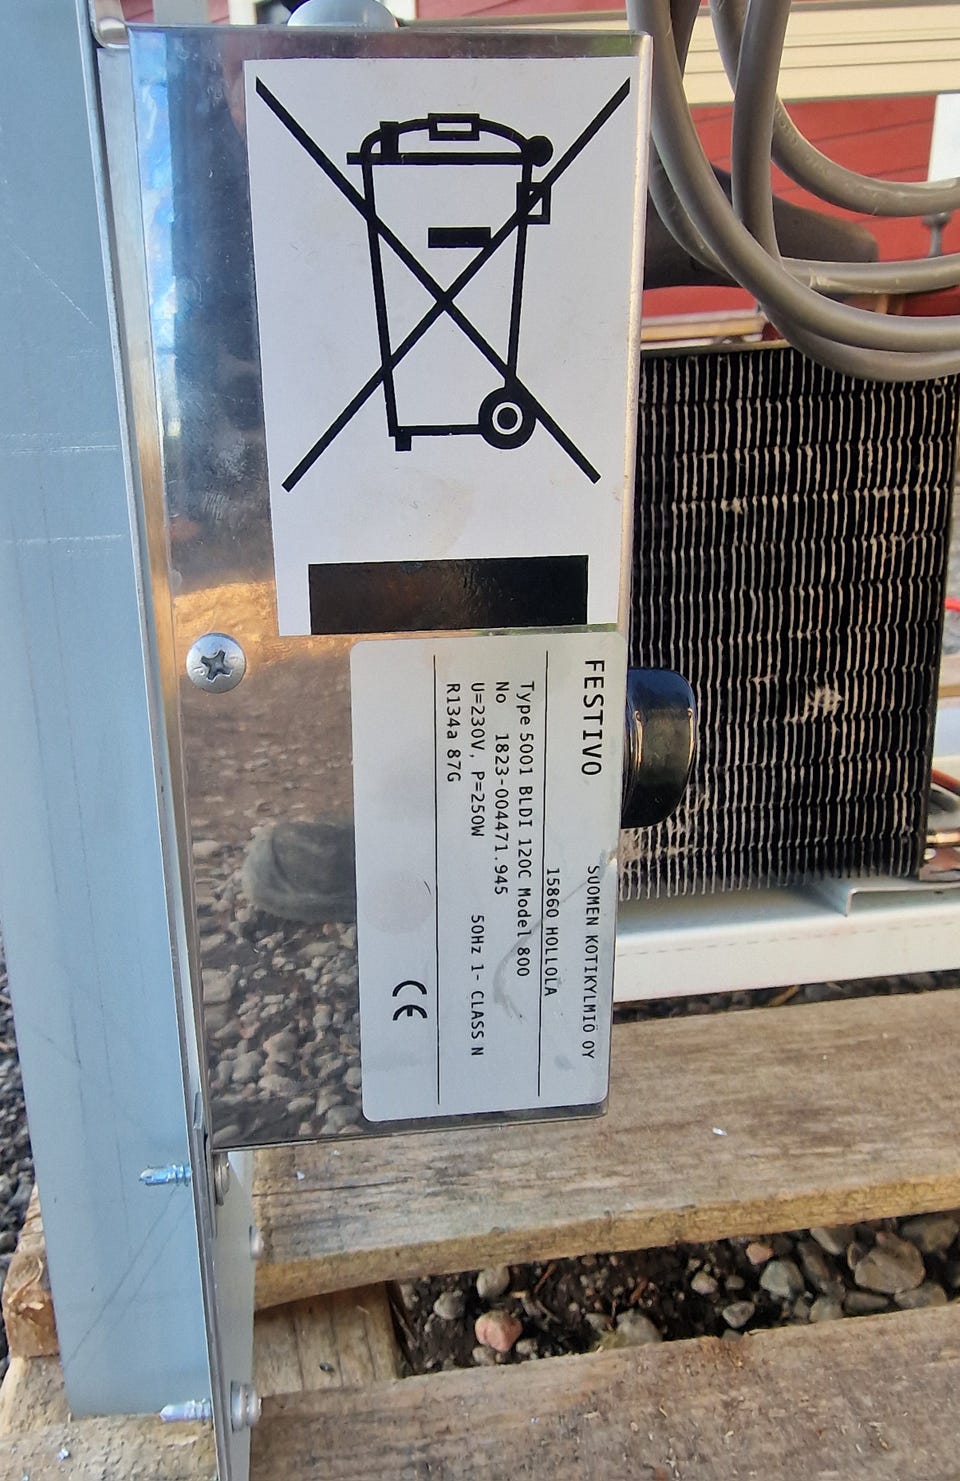 FESTIVO SUOMEN KOTIKYLMIÖ OY
15860 HOLLOLA
Type 5001 BLDI 120C Model 800
No 1823-004471.945
U=230V, P=250W 50Hz 1~ CLASS N
R134a 87G
CE